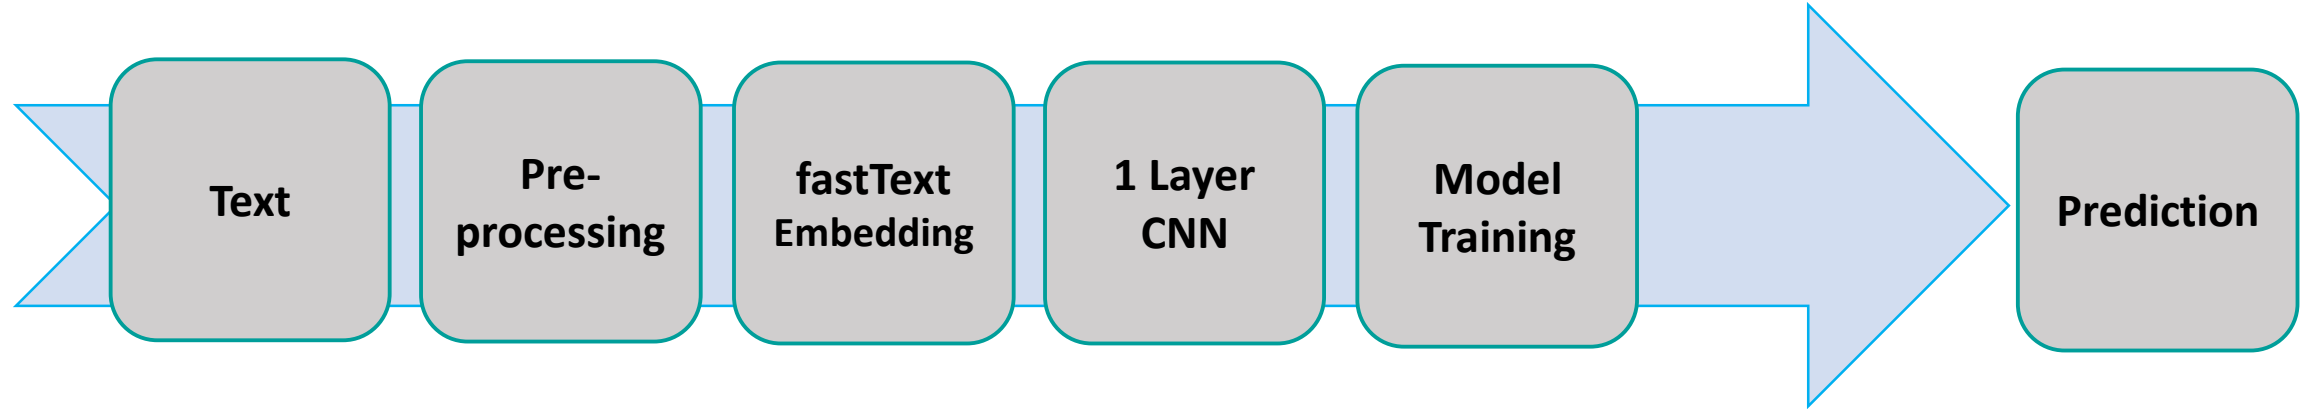 Text
Pre-
processing
fastText
Embedding
1 Layer
CNN
Model
Training
Prediction